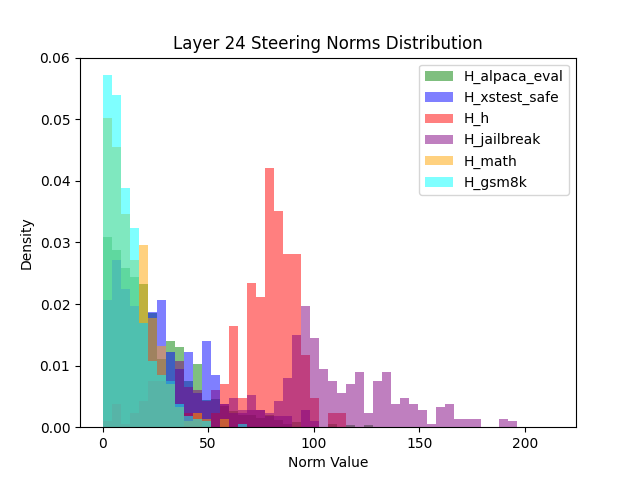 Layer 24 Steering Norms Distribution
H_alpaca_eval
H_xstest_safe
H_h
H_jailbreak
H_math
H_gsm8k
0.06
0.05
0.04
0.03
0.02
0.01
0.00
Density
0 50 100 150 200
Norm Value